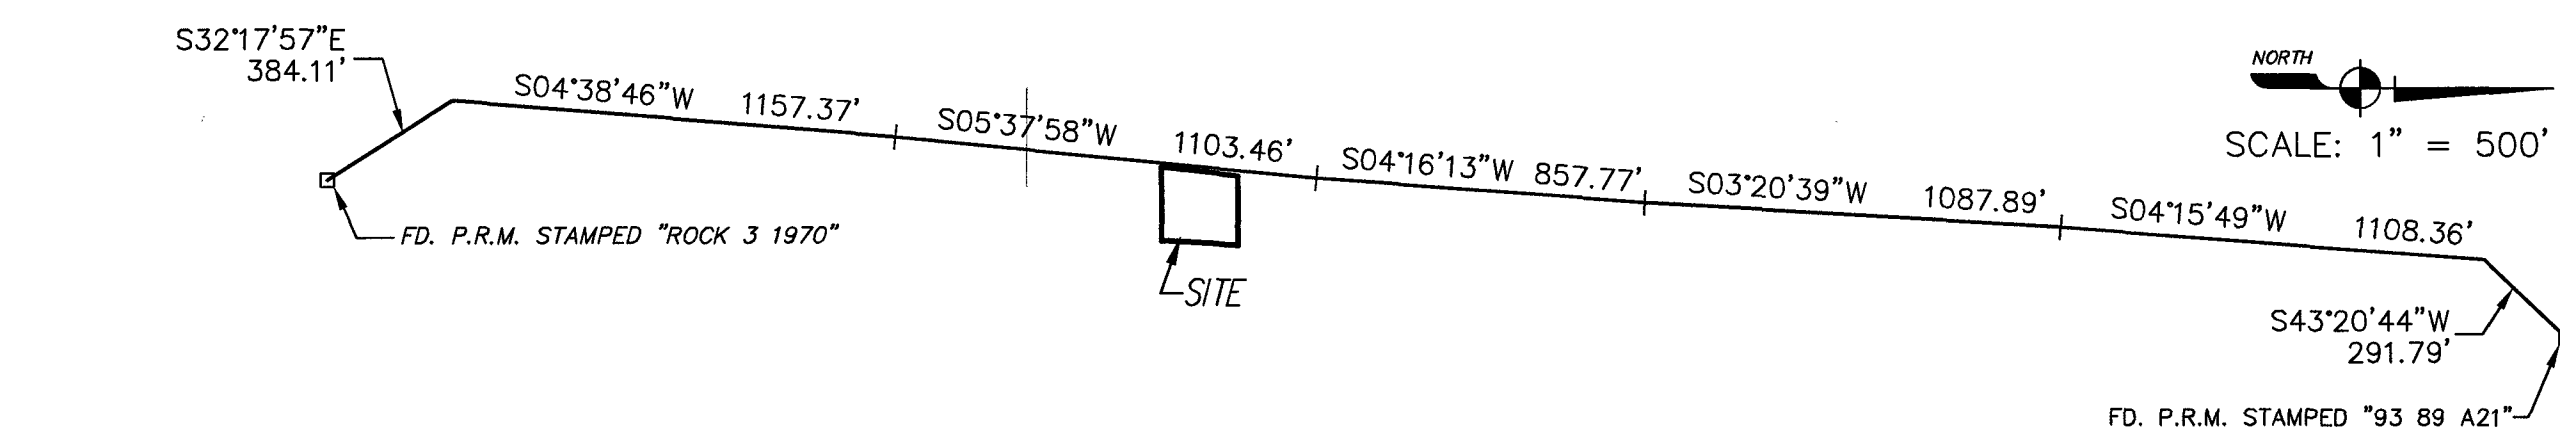 S32°17'57"E
384.11'
S04°38'46"W 1157.37'
S05°37'58"W 1103.46'
S04°16'13"W 857.77'
S03°20'39"W 1087.89'
S04°15'49"W 1108.36'
NORTH
SCALE: 1" = 500'
FD. P.R.M. STAMPED "ROCK 3 1970"
SITE
S43°20'44"W
291.79'
FD. P.R.M. STAMPED "93 89 A21"